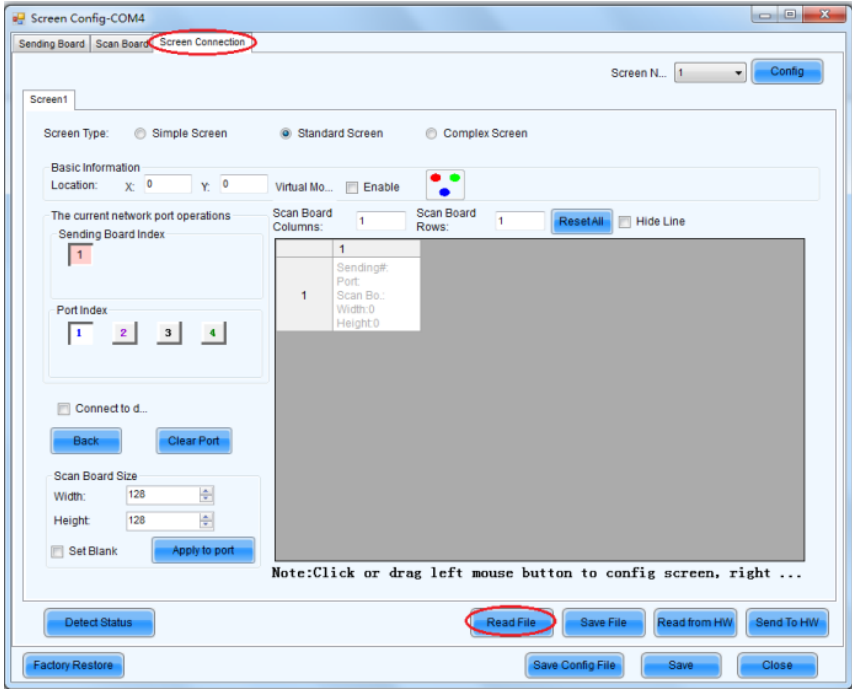 Screen Config-COM4
Sending Board Scan Board Screen Connection
Screen N... 1 Config
Screen1
Screen Type: Simple Screen Standard Screen Complex Screen
Basic Information
Location: X: 0 Y: 0 Virtual Mo... Enable
The current network port operations
Sending Board Index
1
Port Index
1 2 3 4
Connect to d...
Back Clear Port
Scan Board Size
Width: 128
Height: 128
Set Blank Apply to port
Scan Board Columns: 1 Scan Board Rows: 1 Reset All Hide Line
1
1
Sending#:
Port:
Scan Bo.:
Width:0
Height:0
Note:Click or drag left mouse button to config screen, right ...
Detect Status Read File Save File Read from HW Send To HW
Factory Restore Save Config File Save Close